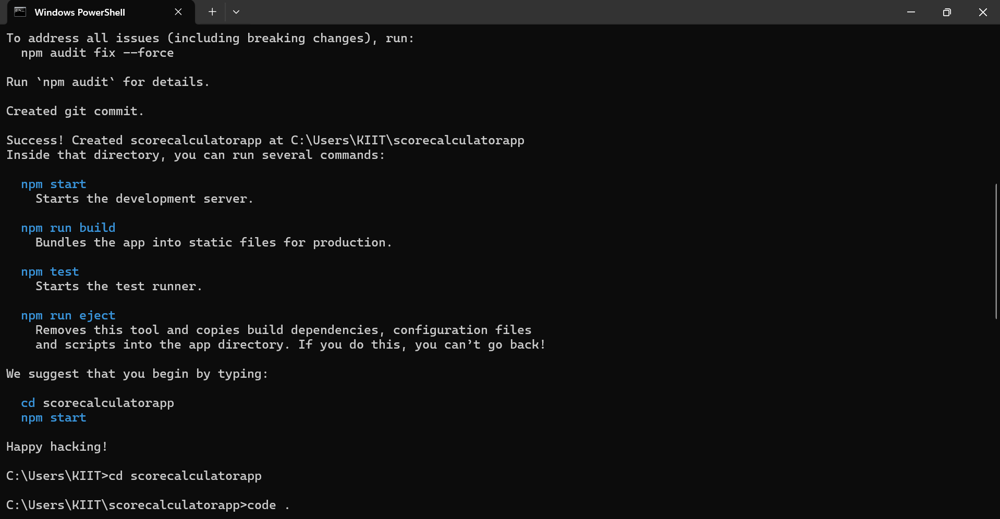 Windows PowerShell
To address all issues (including breaking changes), run:
npm audit fix --force
Run `npm audit` for details.
Created git commit.
Success! Created scorecalculatorapp at C:\Users\KIIT\scorecalculatorapp
Inside that directory, you can run several commands:
npm start
Starts the development server.
npm run build
Bundles the app into static files for production.
npm test
Starts the test runner.
npm run eject
Removes this tool and copies build dependencies, configuration files
and scripts into the app directory. If you do this, you can’t go back!
We suggest that you begin by typing:
cd scorecalculatorapp
npm start
Happy hacking!
C:\Users\KIIT>cd scorecalculatorapp
C:\Users\KIIT\scorecalculatorapp>code .